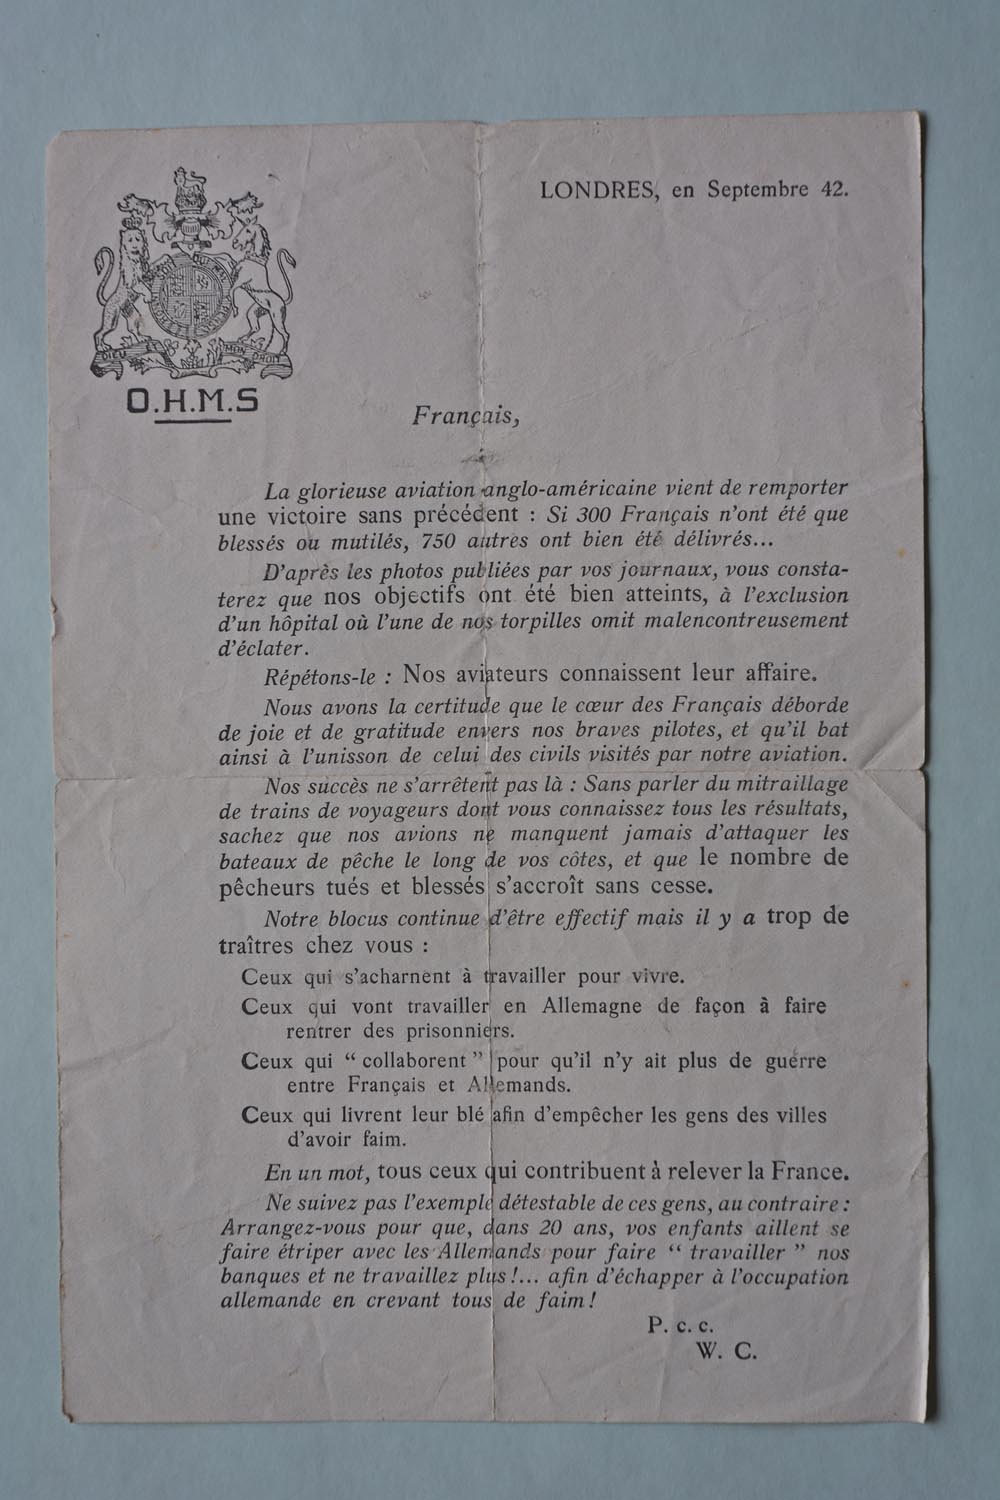 LONDRES, en Septembre 42.
DIEU ET MON DROIT
O.H.M.S
Français,
La glorieuse aviation anglo-américaine vient de remporter
une victoire sans précédent : Si 300 Français n'ont été que
blessés ou mutilés, 750 autres ont bien été délivrés...
D'après les photos publiées par vos journaux, vous consta-
terez que nos objectifs ont été bien atteints, à l'exclusion
d'un hôpital où l'une de nos torpilles omit malencontreusement
d'éclater.
Répétons-le : Nos aviateurs connaissent leur affaire.
Nous avons la certitude que le cœur des Français déborde
de joie et de gratitude envers nos braves pilotes, et qu'il bat
ainsi à l'unisson de celui des civils visités par notre aviation.
Nos succès ne s'arrêtent pas là : Sans parler du mitraillage
de trains de voyageurs dont vous connaissez tous les résultats,
sachez que nos avions ne manquent jamais d'attaquer les
bateaux de pêche le long de vos côtes, et que le nombre de
pêcheurs tués et blessés s'accroît sans cesse.
Notre blocus continue d'être effectif mais il y a trop de
traîtres chez vous :
Ceux qui s'acharnent à travailler pour vivre.
Ceux qui vont travailler en Allemagne de façon à faire
rentrer des prisonniers.
Ceux qui “ collaborent ” pour qu'il n'y ait plus de guerre
entre Français et Allemands.
Ceux qui livrent leur blé afin d'empêcher les gens des villes
d'avoir faim.
En un mot, tous ceux qui contribuent à relever la France.
Ne suivez pas l'exemple détestable de ces gens, au contraire :
Arrangez-vous pour que, dans 20 ans, vos enfants aillent se
faire étriper avec les Allemands pour faire “ travailler ” nos
banques et ne travaillez plus !... afin d'échapper à l'occupation
allemande en crevant tous de faim !
P. c. c.
W. C.